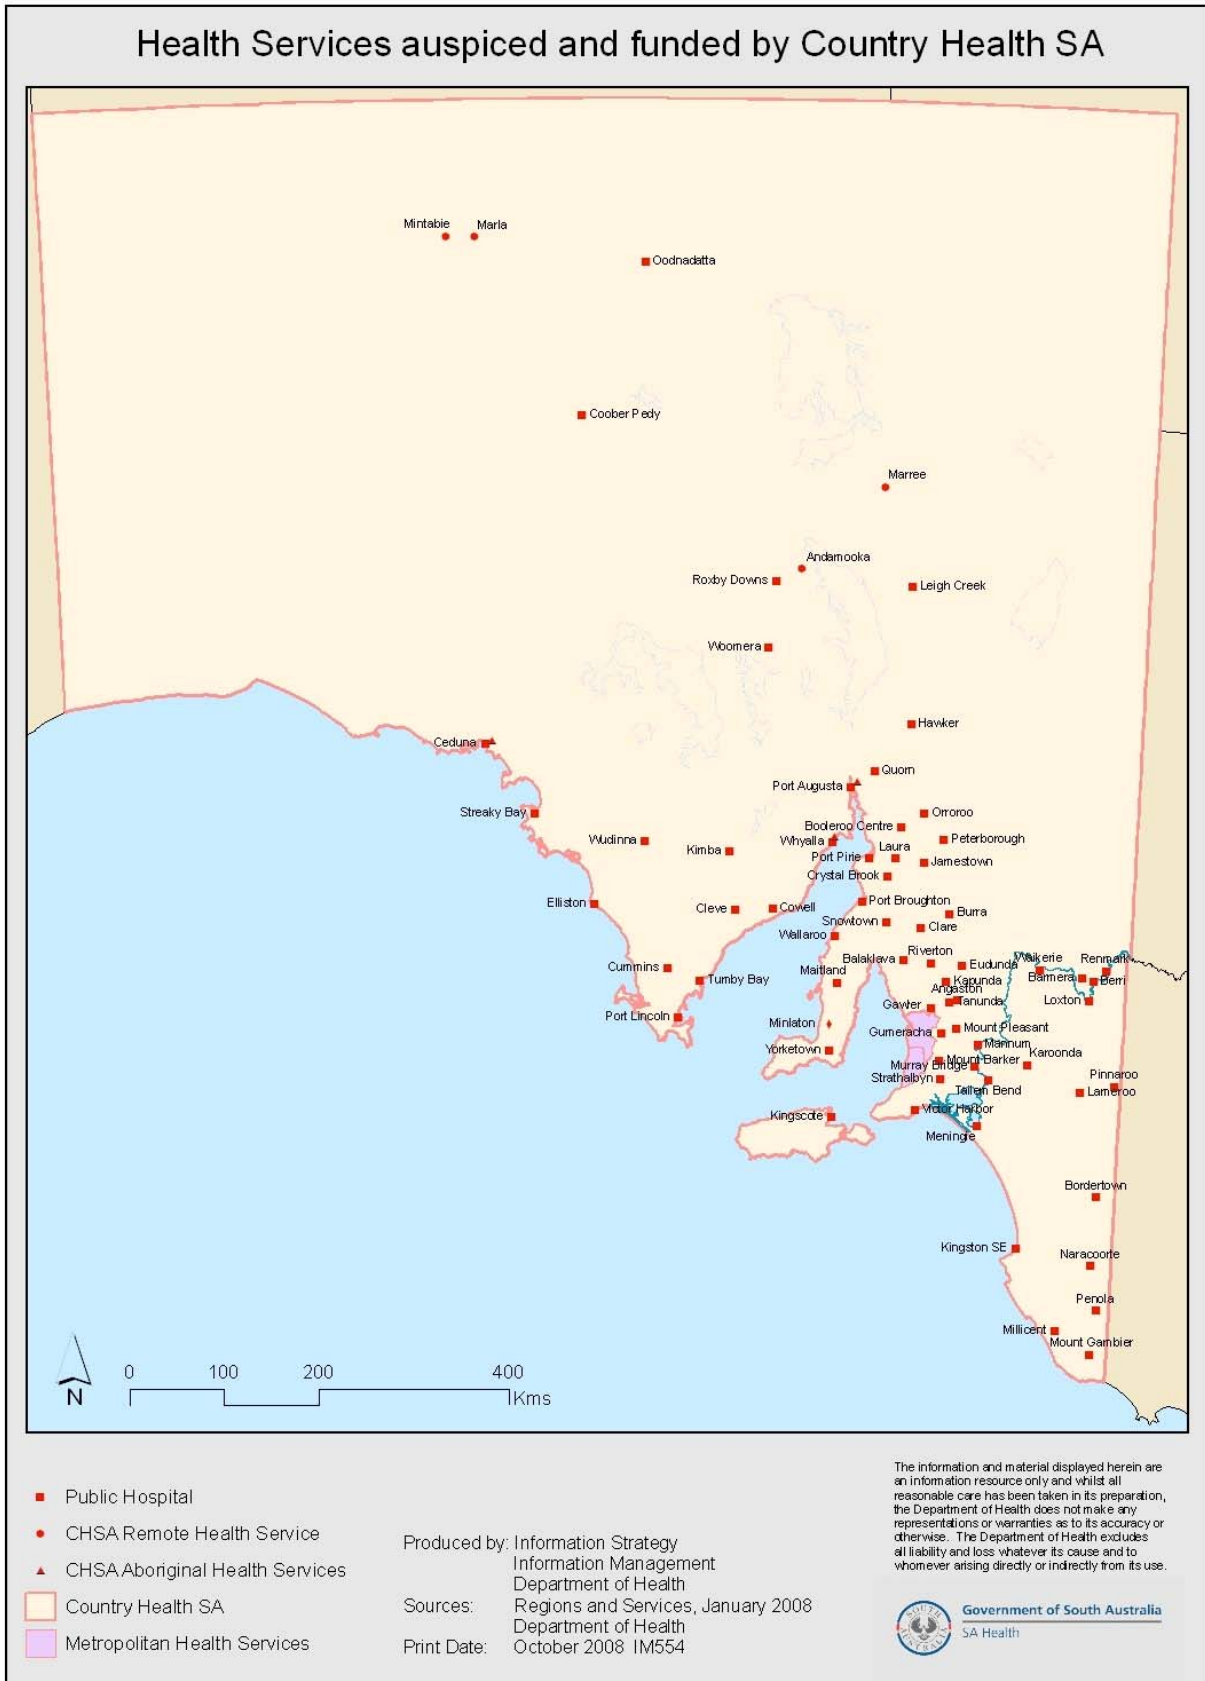 Health Services auspiced and funded by Country Health SA
Mintabie
Marla
Oodnadatta
Coober Pedy
Marree
Andamooka
Roxby Downs
Leigh Creek
Woomera
Hawker
Ceduna
Quorn
Port Augusta
Streaky Bay
Orroroo
Booleroo Centre
Wudinna
Whyalla
Peterborough
Kimba
Laura
Port Pirie
Jamestown
Crystal Brook
Elliston
Cleve
Cowell
Port Broughton
Burra
Snowtown
Clare
Wallaroo
Riverton
Balaklava
Eudunda
Waikerie
Renmark
Cummins
Maitland
Tumby Bay
Kapunda
Barmera
Berri
Angaston
Tanunda
Loxton
Gawler
Port Lincoln
Minlaton
Mount Pleasant
Gumeracha
Mannum
Yorketown
Karoonda
Mount Barker
Murray Bridge
Pinnaroo
Strathalbyn
Tailem Bend
Lameroo
Kingscote
Victor Harbor
Meningie
Bordertown
Kingston SE
Naracoorte
Penola
Millicent
Mount Gambier
N
0 100 200 400
Kms
Public Hospital
CHSA Remote Health Service
CHSA Aboriginal Health Services
Country Health SA
Metropolitan Health Services
Produced by: Information Strategy
Information Management
Department of Health
Sources: Regions and Services, January 2008
Department of Health
Print Date: October 2008 IM554
The information and material displayed herein are
an information resource only and whilst all
reasonable care has been taken in its preparation,
the Department of Health does not make any
representations or warranties as to its accuracy or
otherwise. The Department of Health excludes
all liability and loss whatever its cause and to
whomever arising directly or indirectly from its use.
SOUTH AUSTRALIA
Government of South Australia
SA Health